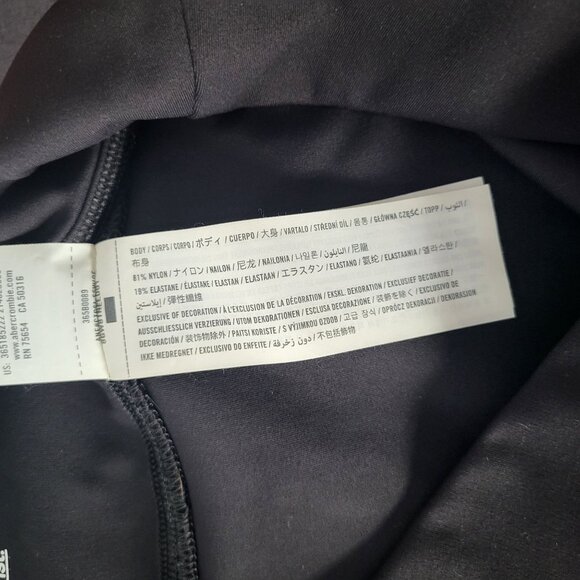 BODY / CORPS / CORPO / ボディ / CUERPO / 大身 / VARTALO / STŘEDNÍ DÍL / 몸통 / GŁÓWNA CZĘŚĆ / TOPP / الثوب /
布身
81% NYLON / ナイロン / NAILON / 尼龙 / NAILONIA / 나일론 / النايلون / 尼龍
19% ELASTANE / ÉLASTANE / ELASTAN / ELASTAAN / エラスタン / ELASTANO / 氨纶 / ELASTAANIA / 엘라스탄 /
إيلاستين / 彈性纖維
EXCLUSIVE OF DECORATION / À L'EXCLUSION DE LA DÉCORATION / EKSKL. DEKORATION / EXCLUSIEF DECORATIE /
AUSSCHLIESSLICH VERZIERUNG / UTOM DEKORATIONEN / ESCLUSA DECORAZIONE / 装飾を除く / EXCEPTO
DECORACIÓN / 装饰物除外 / PAITSI KORISTE / S VÝJIMKOU OZDOB / 고급 장식 / OPRÓCZ DEKORACJI / DEKORASJON
IKKE MEDREGNET / EXCLUSIVO DO ENFEITE / دون زخرفة / 不包括飾物
365B0089
www.abercrombie.com
RN 75654 CA 50316